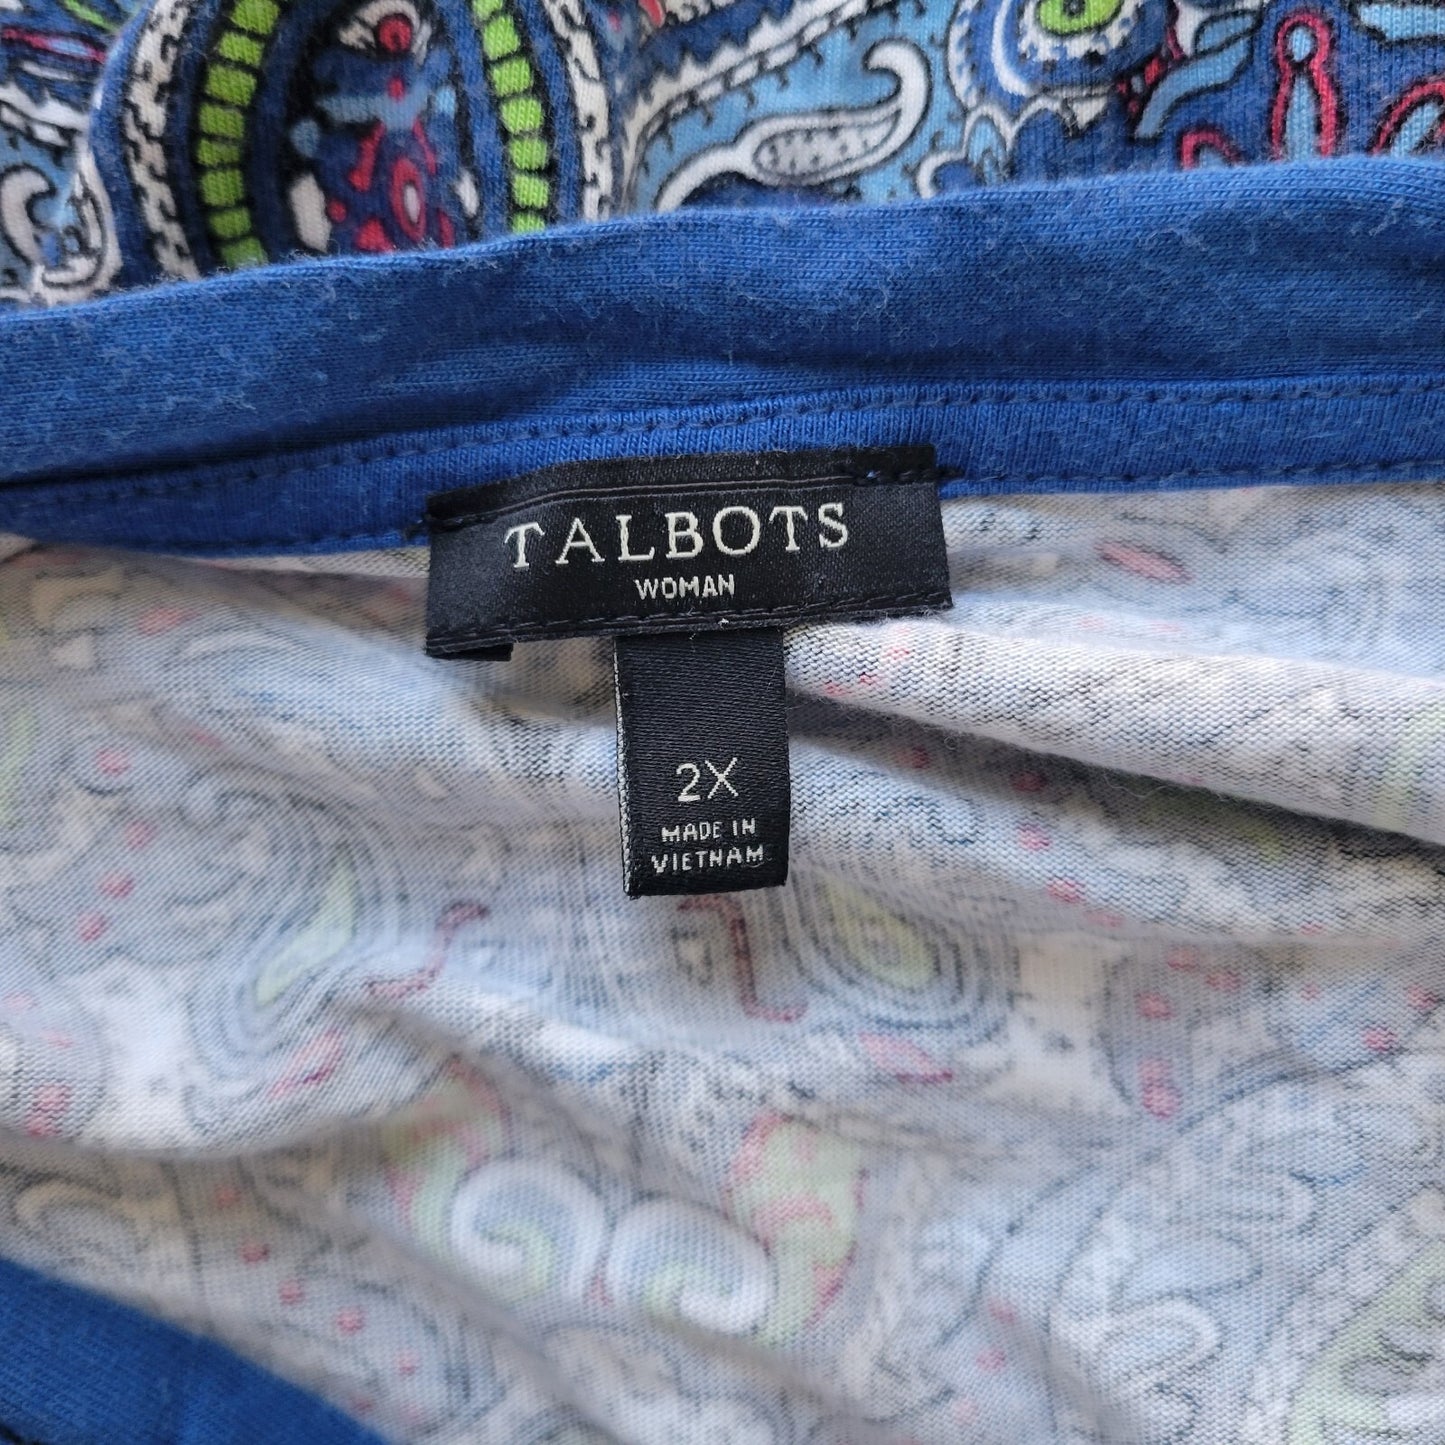 TALBOTS
WOMAN
2X
MADE IN
VIETNAM